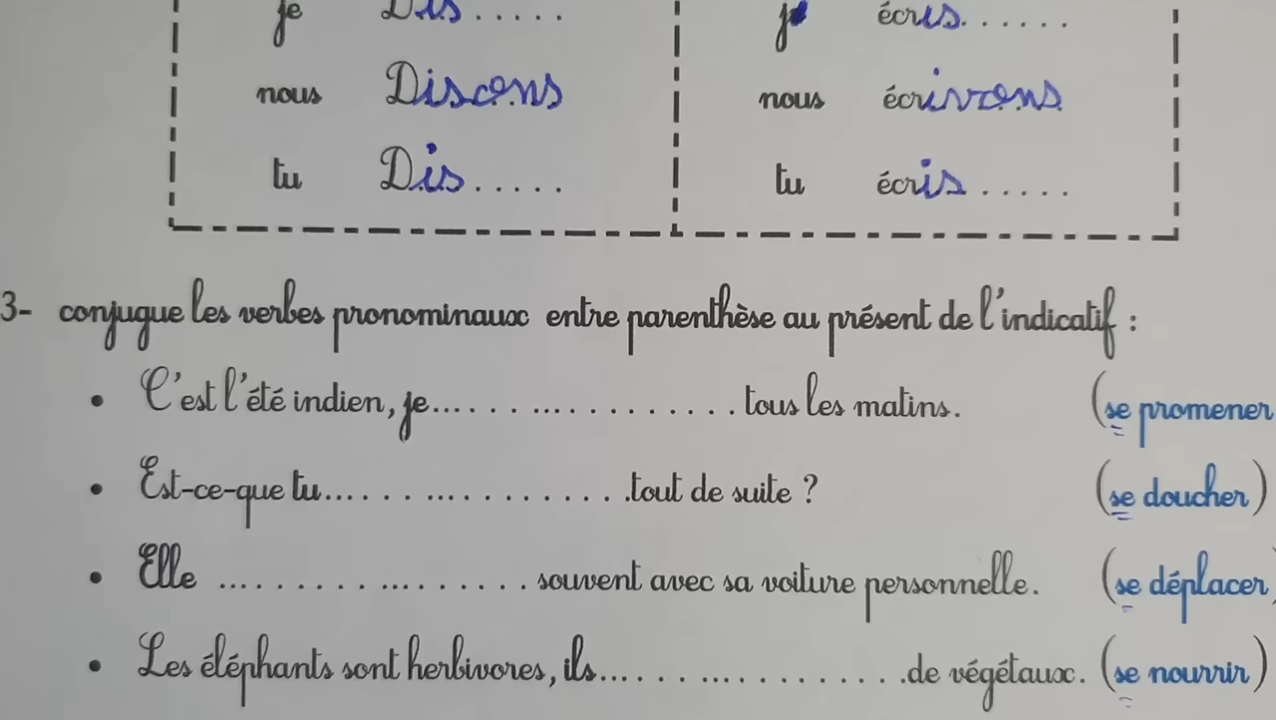 je Dis..... je écris......
nous Discons nous écrivons
tu Dis..... tu écris.....
3- conjugue les verbes pronominaux entre parenthèse au présent de l'indicatif :
• C'est l'été indien, je.................. tous les matins. (se promener
• Est-ce-que tu..................tout de suite ? (se doucher)
• Elle .................. souvent avec sa voiture personnelle. (se déplacer)
• Les éléphants sont herbivores, ils..................de végétaux. (se nourrir)